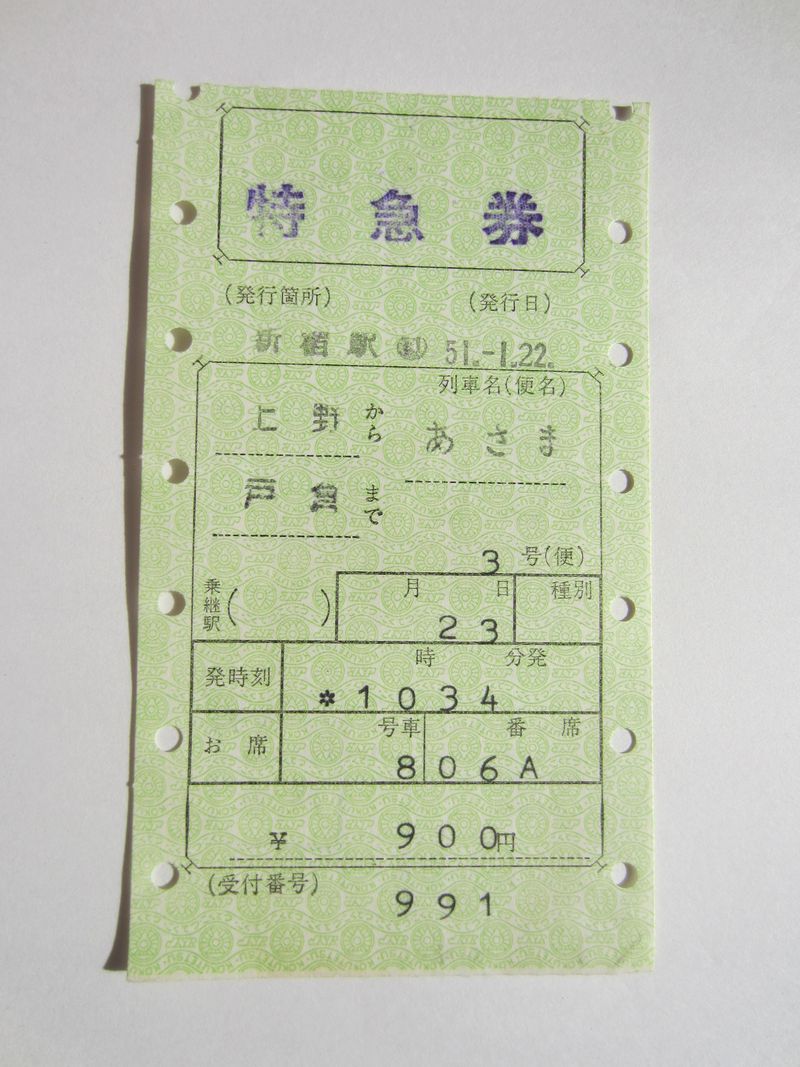 特急券
(発行箇所) (発行日)
新宿駅 51.-1.22.
列車名(便名)
上野から あさま
戸倉まで
3号(便)
乗継駅( ) 月 日 種別
23
発時刻 時 分発
*1034
お席 号車 番 席
8 06A
¥ 900円
(受付番号)
991